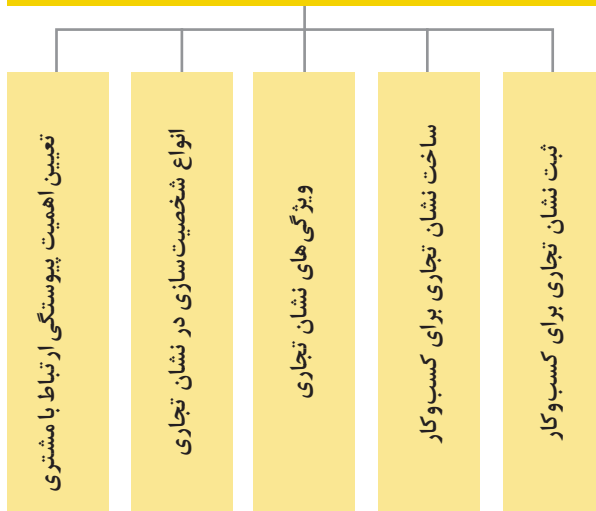 ثبت نشان تجاری برای کسب‌وکار
ساخت نشان تجاری برای کسب‌وکار
ویژگی‌های نشان تجاری
انواع شخصیت‌سازی در نشان تجاری
تعیین اهمیت پیوستگی ارتباط با مشتری